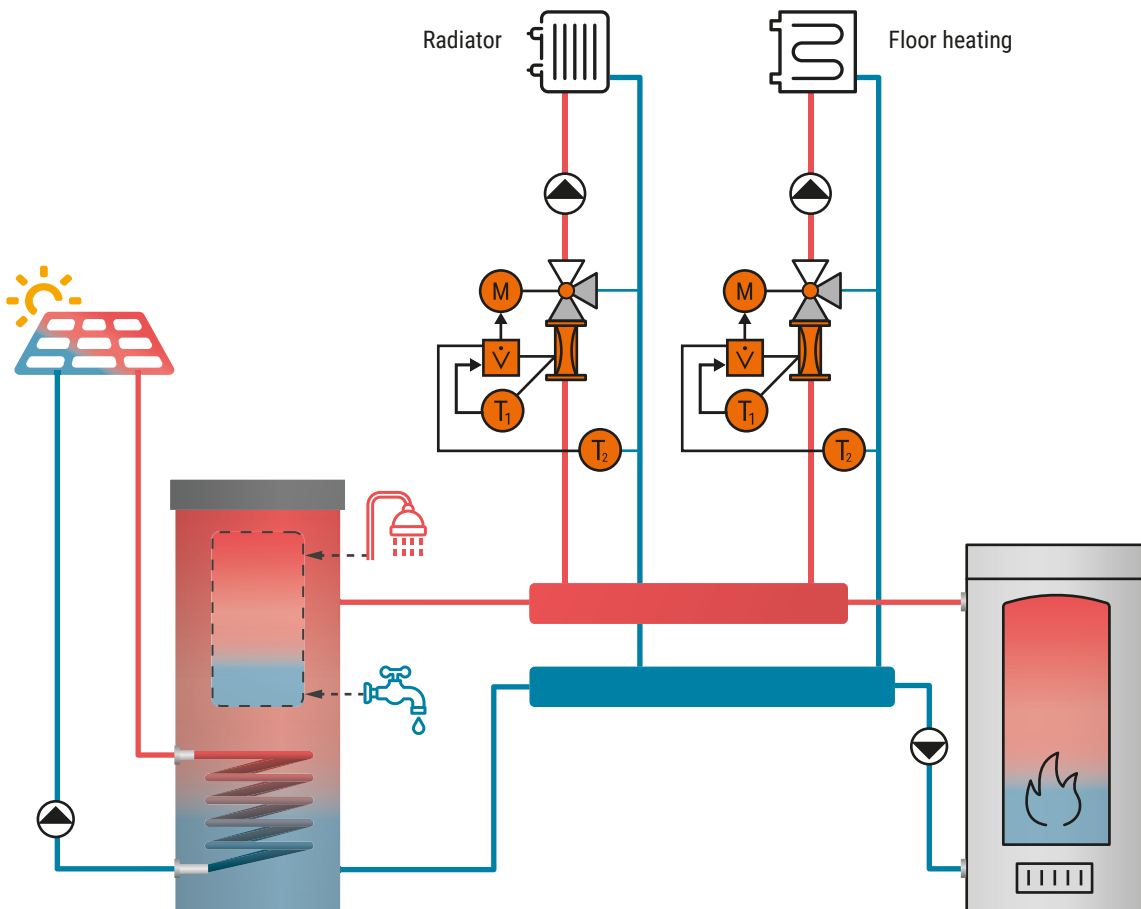 Radiator
Floor heating
M
M
V̇
V̇
T₁
T₁
T₂
T₂